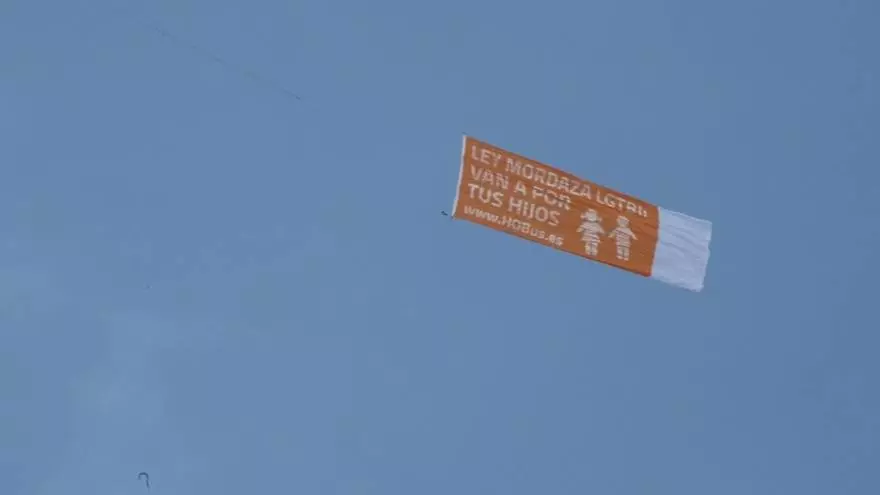 LEY MORDAZA LGTBI
VAN A POR
TUS HIJOS
www.HOBus.es